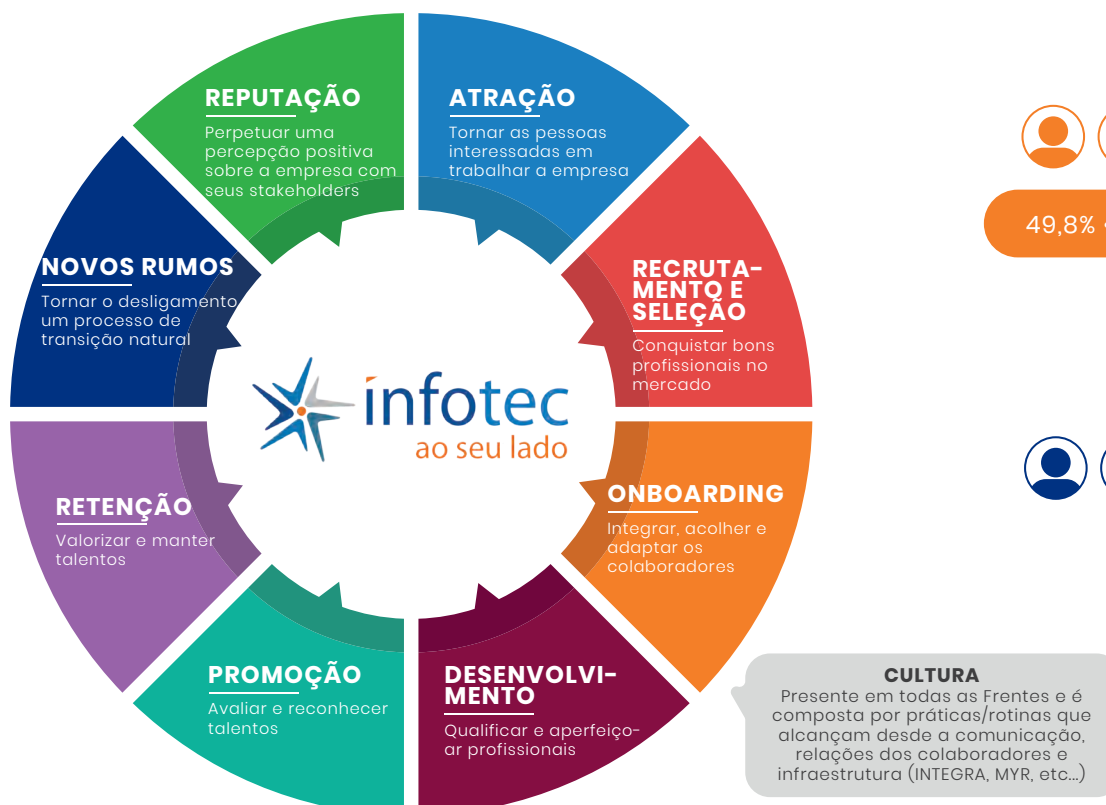 REPUTAÇÃO
Perpetuar uma
percepção positiva
sobre a empresa com
seus stakeholders
ATRAÇÃO
Tornar as pessoas
interessadas em
trabalhar a empresa
RECRUTA-
MENTO E
SELEÇÃO
Conquistar bons
profissionais no
mercado
ONBOARDING
Integrar, acolher e
adaptar os
colaboradores
DESENVOLVI-
MENTO
Qualificar e aperfeiço-
ar profissionais
PROMOÇÃO
Avaliar e reconhecer
talentos
RETENÇÃO
Valorizar e manter
talentos
NOVOS RUMOS
Tornar o desligamento
um processo de
transição natural
infotec
ao seu lado
49,8%
CULTURA
Presente em todas as Frentes e é
composta por práticas/rotinas que
alcançam desde a comunicação,
relações dos colaboradores e
infraestrutura (INTEGRA, MYR, etc...)